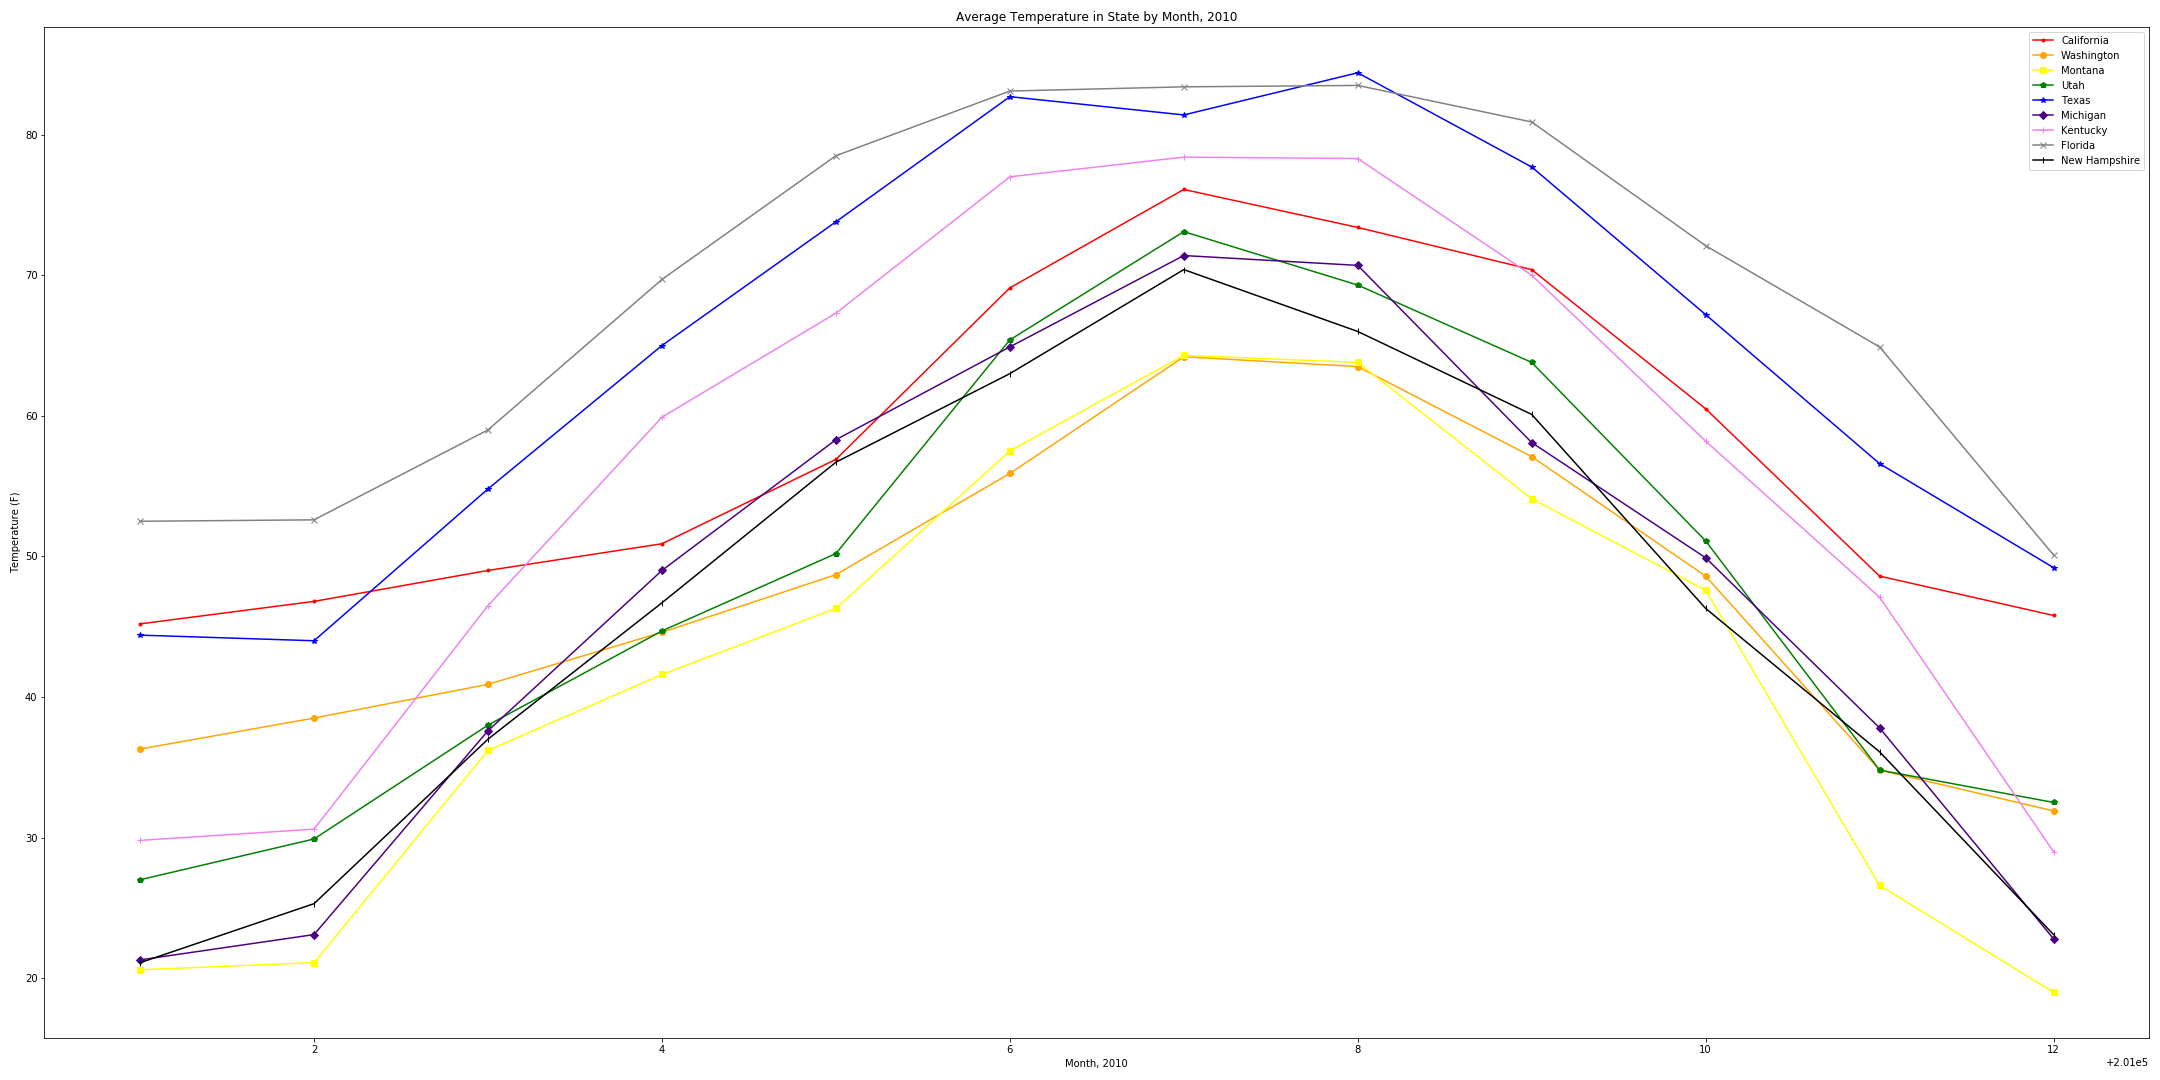 Average Temperature in State by Month, 2010
California
Washington
Montana
Utah
Texas
Michigan
Kentucky
Florida
New Hampshire
Temperature (F)
80
70
60
50
40
30
20
2
4
6
8
10
12
Month, 2010
+2.01e5